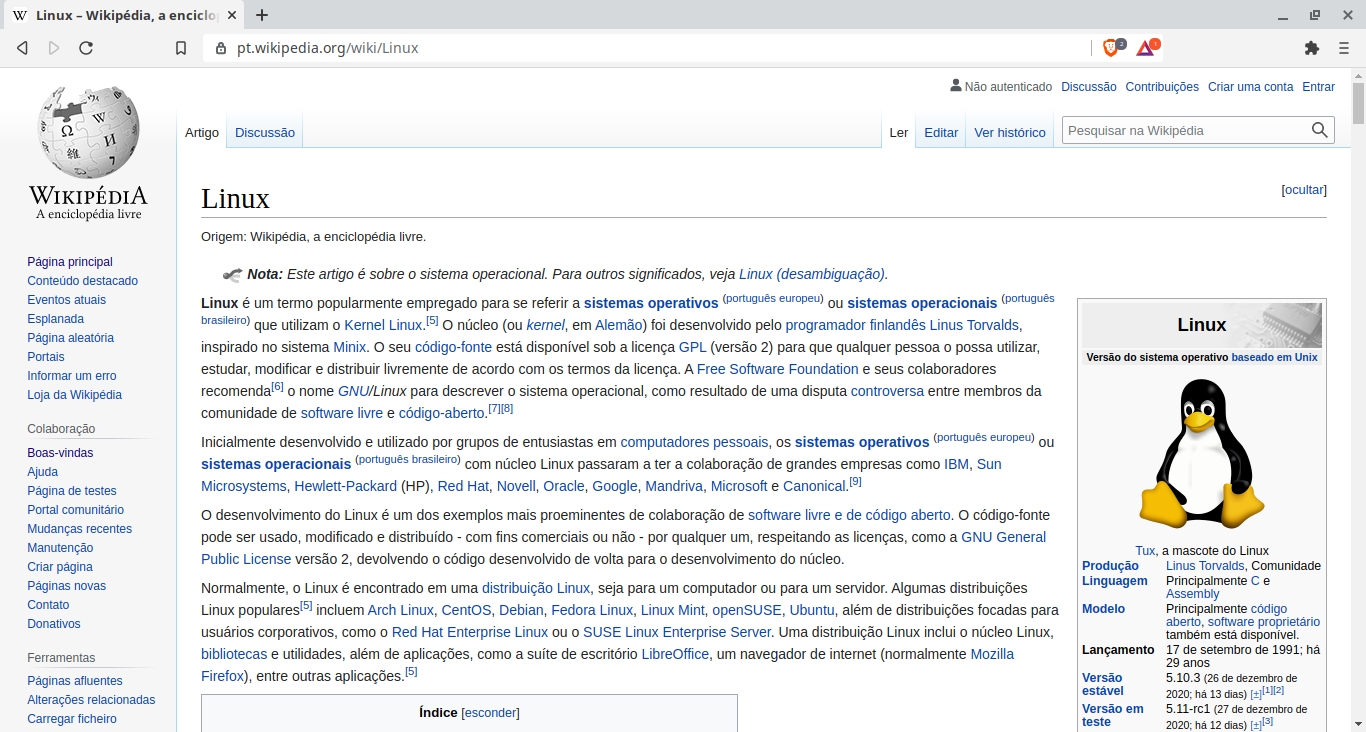 Linux – Wikipédia, a enciclo
pt.wikipedia.org/wiki/Linux
2
1
Não autenticado Discussão Contribuições Criar uma conta Entrar
Artigo Discussão Ler Editar Ver histórico Pesquisar na Wikipédia
Ω W И 維 7
WIKIPÉDIA
A enciclopédia livre
Página principal
Conteúdo destacado
Eventos atuais
Esplanada
Página aleatória
Portais
Informar um erro
Loja da Wikipédia
Colaboração
Boas-vindas
Ajuda
Página de testes
Portal comunitário
Mudanças recentes
Manutenção
Criar página
Páginas novas
Contato
Donativos
Ferramentas
Páginas afluentes
Alterações relacionadas
Carregar ficheiro
Linux
[ocultar]
Origem: Wikipédia, a enciclopédia livre.
Nota: Este artigo é sobre o sistema operacional. Para outros significados, veja Linux (desambiguação).
Linux é um termo popularmente empregado para se referir a sistemas operativos (português europeu) ou sistemas operacionais (português
brasileiro) que utilizam o Kernel Linux.[5] O núcleo (ou kernel, em Alemão) foi desenvolvido pelo programador finlandês Linus Torvalds,
inspirado no sistema Minix. O seu código-fonte está disponível sob a licença GPL (versão 2) para que qualquer pessoa o possa utilizar,
estudar, modificar e distribuir livremente de acordo com os termos da licença. A Free Software Foundation e seus colaboradores
recomenda[6] o nome GNU/Linux para descrever o sistema operacional, como resultado de uma disputa controversa entre membros da
comunidade de software livre e código-aberto.[7][8]
Inicialmente desenvolvido e utilizado por grupos de entusiastas em computadores pessoais, os sistemas operativos (português europeu) ou
sistemas operacionais (português brasileiro) com núcleo Linux passaram a ter a colaboração de grandes empresas como IBM, Sun
Microsystems, Hewlett-Packard (HP), Red Hat, Novell, Oracle, Google, Mandriva, Microsoft e Canonical.[9]
O desenvolvimento do Linux é um dos exemplos mais proeminentes de colaboração de software livre e de código aberto. O código-fonte
pode ser usado, modificado e distribuído - com fins comerciais ou não - por qualquer um, respeitando as licenças, como a GNU General
Public License versão 2, devolvendo o código desenvolvido de volta para o desenvolvimento do núcleo.
Normalmente, o Linux é encontrado em uma distribuição Linux, seja para um computador ou para um servidor. Algumas distribuições
Linux populares[5] incluem Arch Linux, CentOS, Debian, Fedora Linux, Linux Mint, openSUSE, Ubuntu, além de distribuições focadas para
usuários corporativos, como o Red Hat Enterprise Linux ou o SUSE Linux Enterprise Server. Uma distribuição Linux inclui o núcleo Linux,
bibliotecas e utilidades, além de aplicações, como a suíte de escritório LibreOffice, um navegador de internet (normalmente Mozilla
Firefox), entre outras aplicações.[5]
Índice [esconder]
Linux
Versão do sistema operativo baseado em Unix
Tux, a mascote do Linux
Produção Linus Torvalds, Comunidade
Linguagem Principalmente C e
Assembly
Modelo Principalmente código
aberto, software proprietário
também está disponível.
Lançamento 17 de setembro de 1991; há
29 anos
Versão 5.10.3 (26 de dezembro de
estável 2020; há 13 dias) [±][1][2]
Versão em 5.11-rc1 (27 de dezembro de
teste 2020; há 12 dias) [±][3]